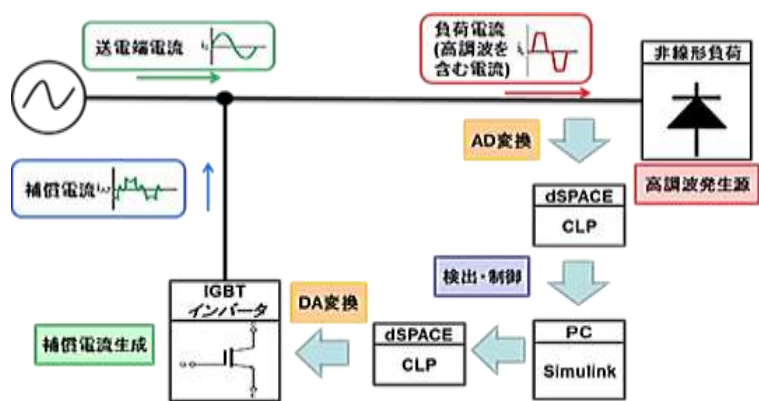 送電端電流 is
負荷電流
(高調波を
含む電流)
非線形負荷
AD変換
補償電流
高調波発生源
dSPACE
CLP
検出・制御
IGBT
インバータ
DA変換
補償電流生成
dSPACE
CLP
PC
Simulink